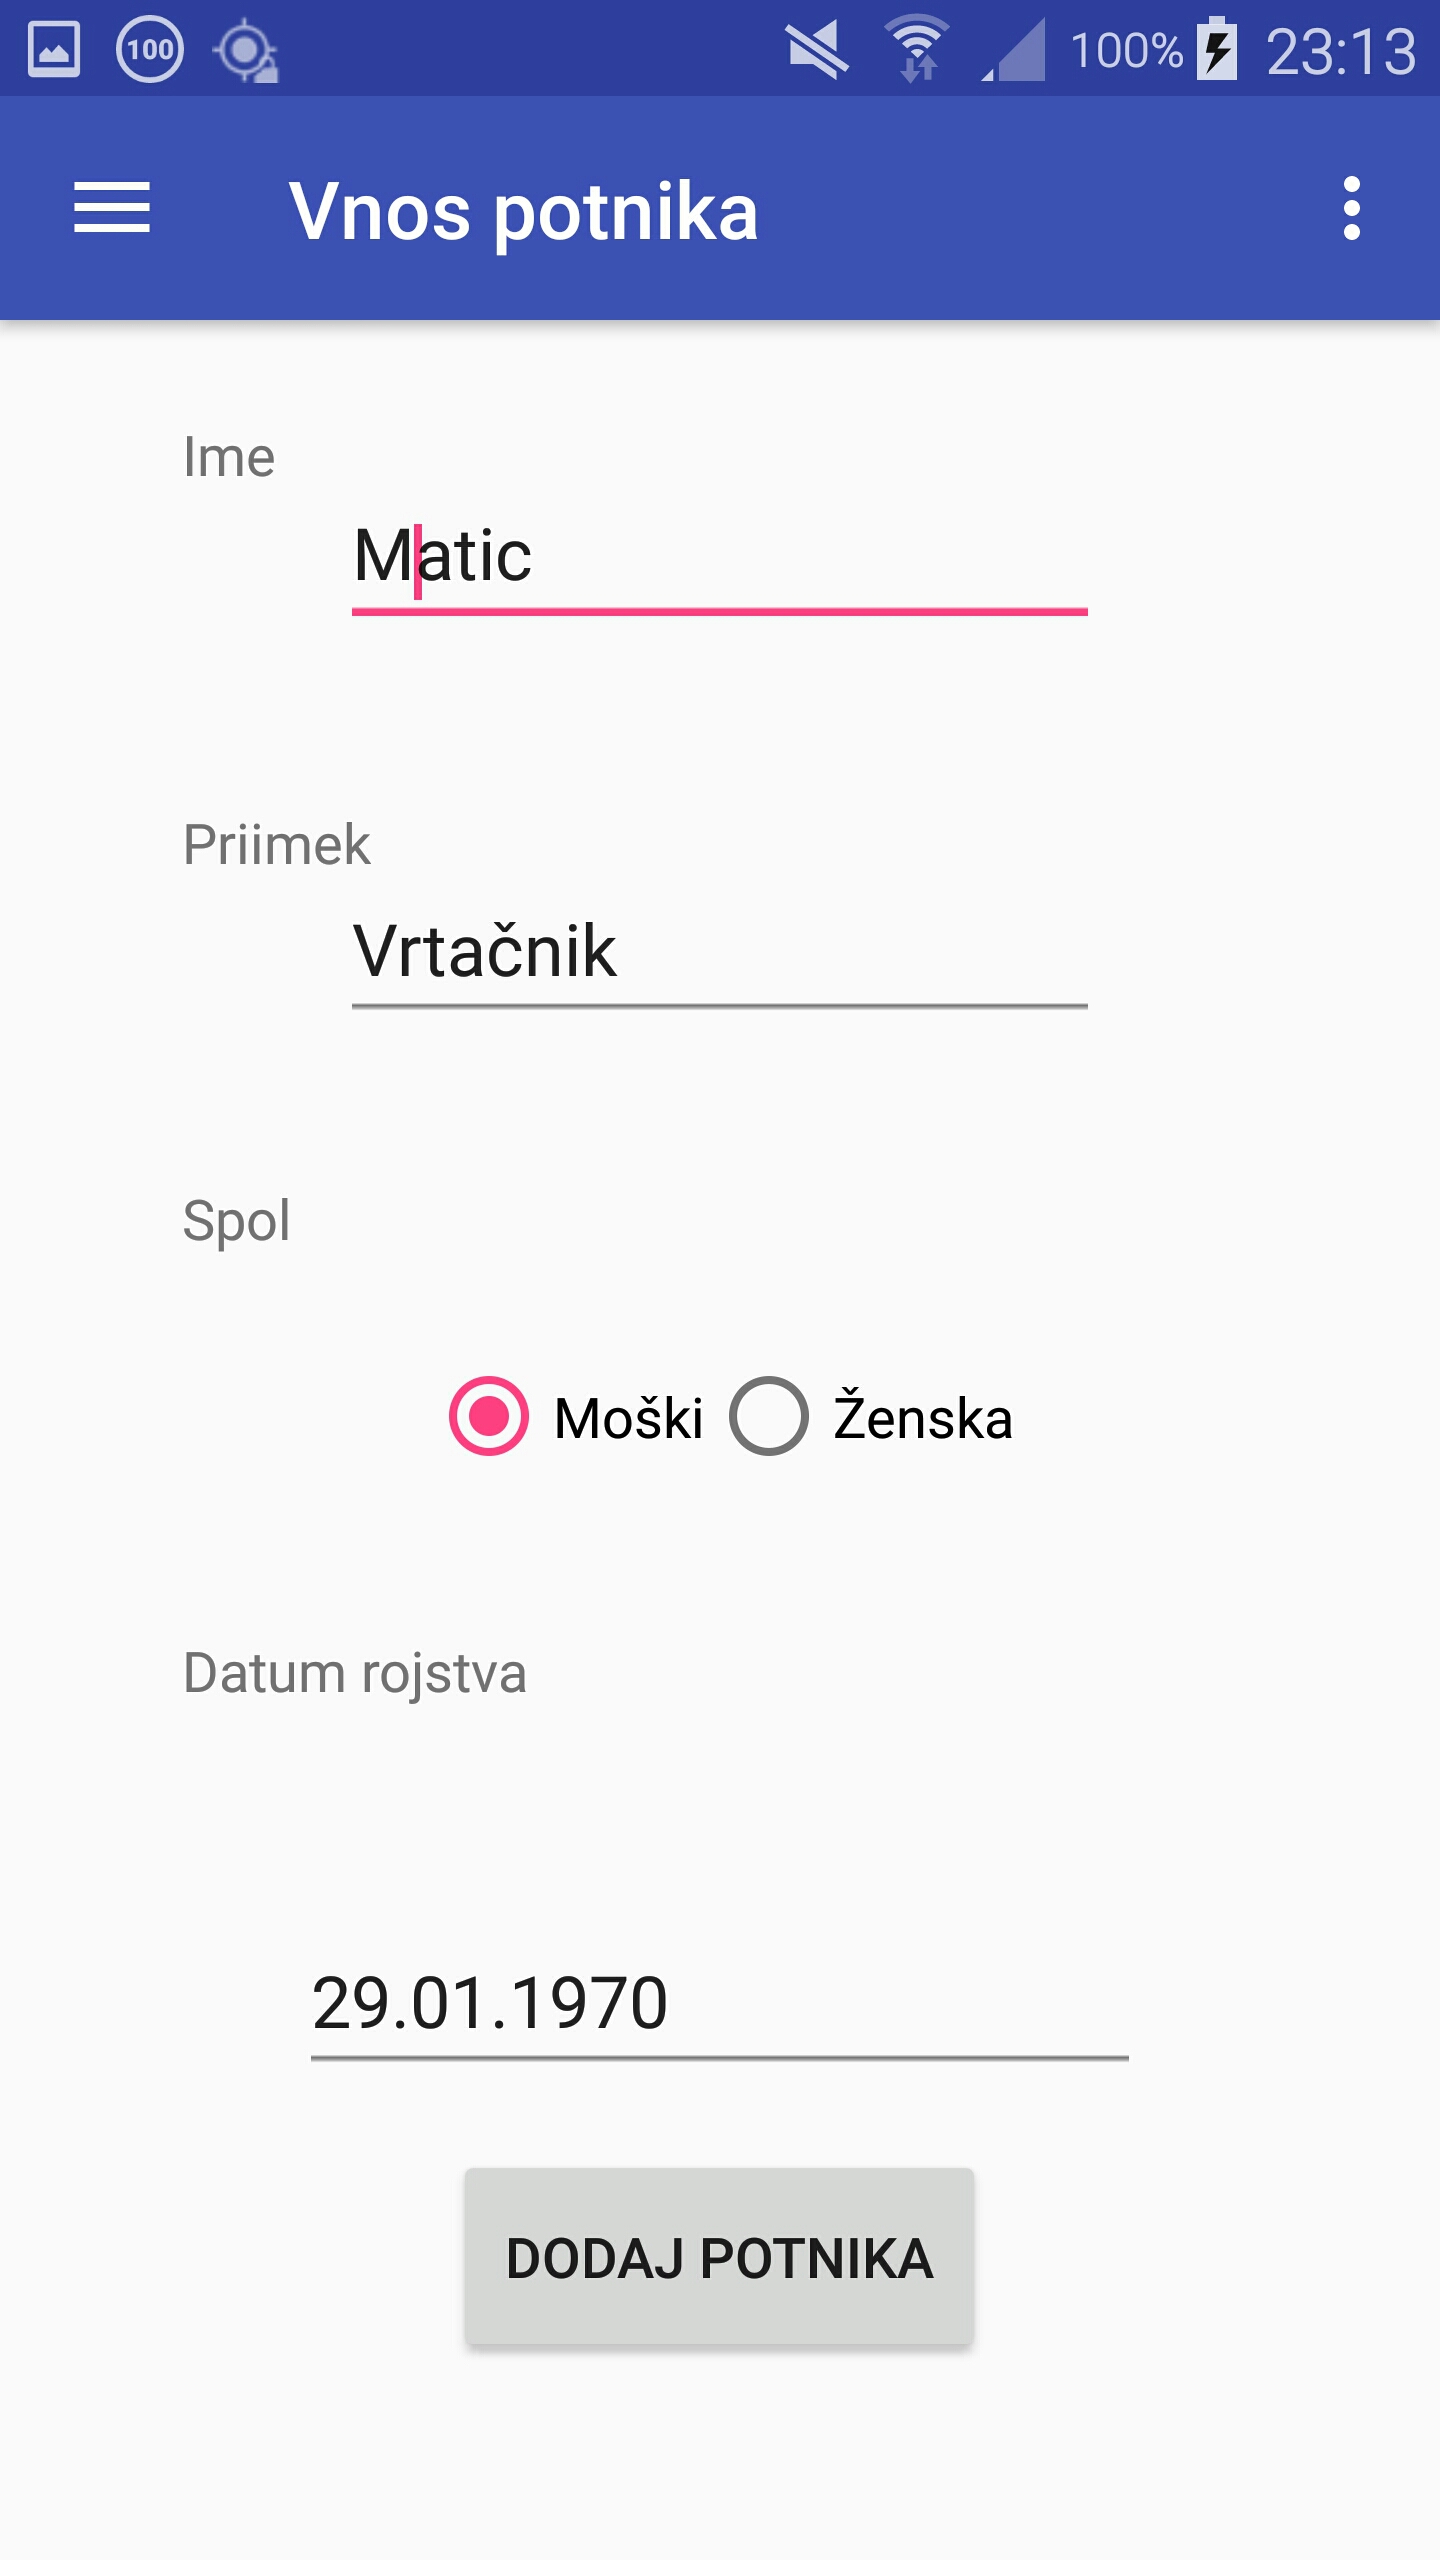 100 100% 23:13
Vnos potnika
Ime
Matic
Priimek
Vrtačnik
Spol
Moški Ženska
Datum rojstva
29.01.1970
DODAJ POTNIKA